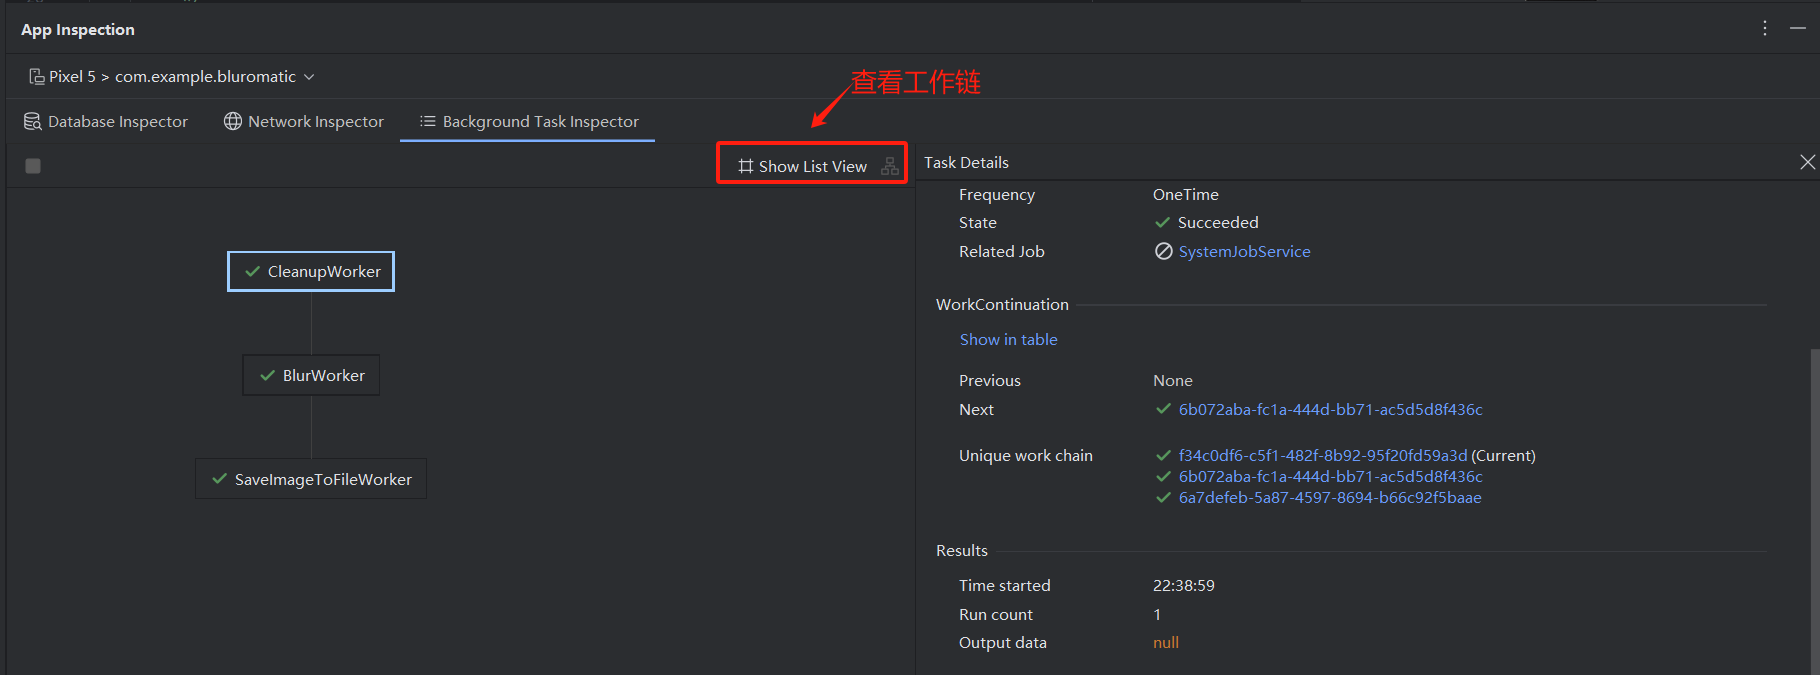 App Inspection
Pixel 5 > com.example.bluromatic
查看工作链
Database Inspector
Network Inspector
Background Task Inspector
Show List View
CleanupWorker
BlurWorker
SaveImageToFileWorker
Task Details
Frequency OneTime
State Succeeded
Related Job SystemJobService
WorkContinuation
Show in table
Previous None
Next 6b072aba-fc1a-444d-bb71-ac5d5d8f436c
Unique work chain f34c0df6-c5f1-482f-8b92-95f20fd59a3d (Current)
6b072aba-fc1a-444d-bb71-ac5d5d8f436c
6a7defeb-5a87-4597-8694-b66c92f5baae
Results
Time started 22:38:59
Run count 1
Output data null